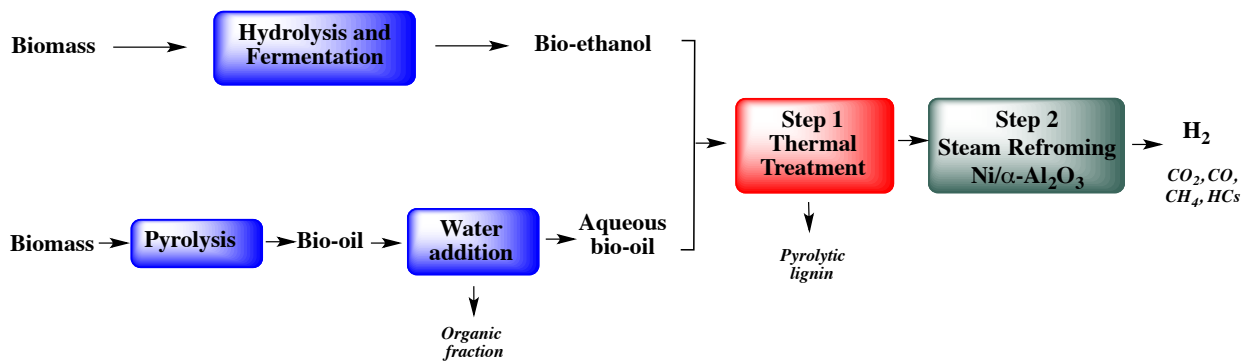 Biomass
Hydrolysis and
Fermentation
Bio-ethanol
Step 1
Thermal
Treatment
Step 2
Steam Refroming
Ni/α-Al₂O₃
H₂
CO₂, CO,
CH₄, HCs
Biomass
Pyrolysis
Bio-oil
Water
addition
Aqueous
bio-oil
Pyrolytic
lignin
Organic
fraction